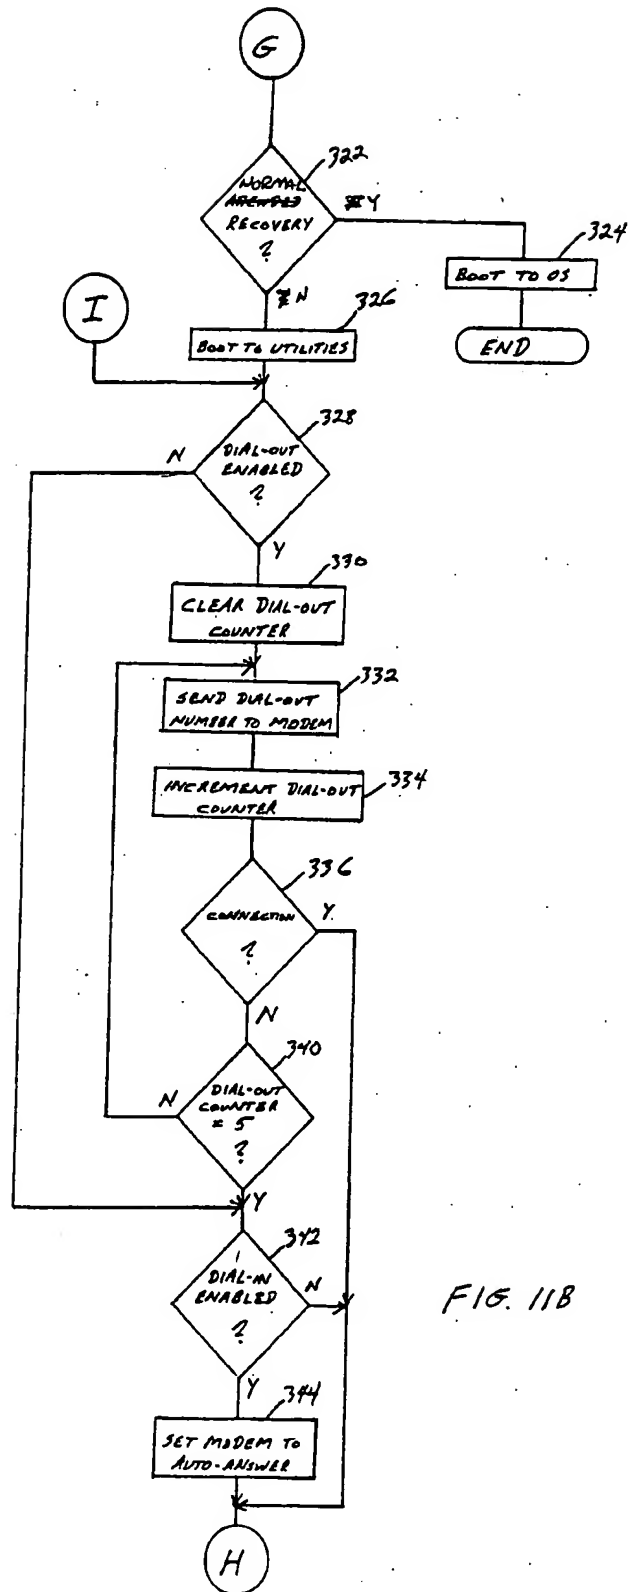 G
322
NORMAL
RECOVERY
?
Y
324
BOOT TO OS
END
N
I
326
BOOT TO UTILITIES
328
N
DIAL-OUT
ENABLED
?
Y
330
CLEAR DIAL-OUT
COUNTER
332
SEND DIAL-OUT
NUMBER TO MODEM
334
INCREMENT DIAL-OUT
COUNTER
336
CONNECTION
?
Y
N
340
N
DIAL-OUT
COUNTER
= 5
?
Y
342
DIAL-IN
ENABLED
?
N
FIG. 11B
Y
344
SET MODEM TO
AUTO-ANSWER
H